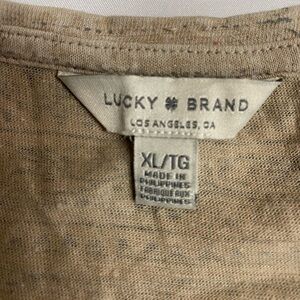 LUCKY BRAND
LOS ANGELES, CA
XL/TG
MADE IN
PHILIPPINES
FABRIQUE AUX
PHILIPPINES